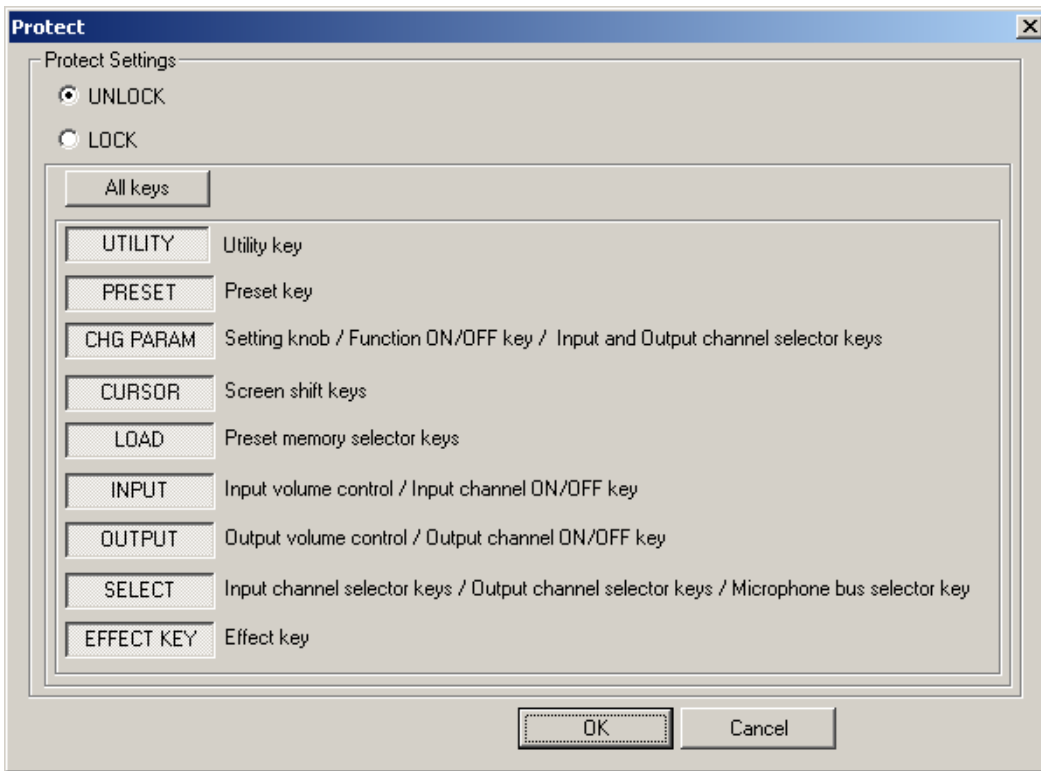 Protect
Protect Settings
UNLOCK
LOCK
All keys
UTILITY Utility key
PRESET Preset key
CHG PARAM Setting knob / Function ON/OFF key / Input and Output channel selector keys
CURSOR Screen shift keys
LOAD Preset memory selector keys
INPUT Input volume control / Input channel ON/OFF key
OUTPUT Output volume control / Output channel ON/OFF key
SELECT Input channel selector keys / Output channel selector keys / Microphone bus selector key
EFFECT KEY Effect key
OK Cancel